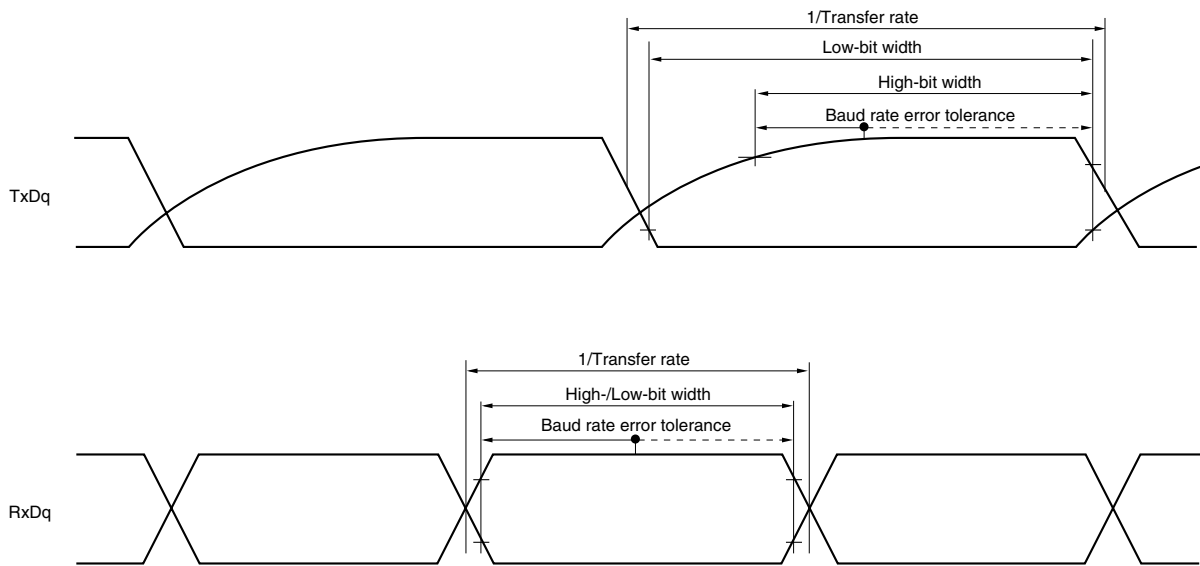 1/Transfer rate
Low-bit width
High-bit width
Baud rate error tolerance
TxDq
1/Transfer rate
High-/Low-bit width
Baud rate error tolerance
RxDq